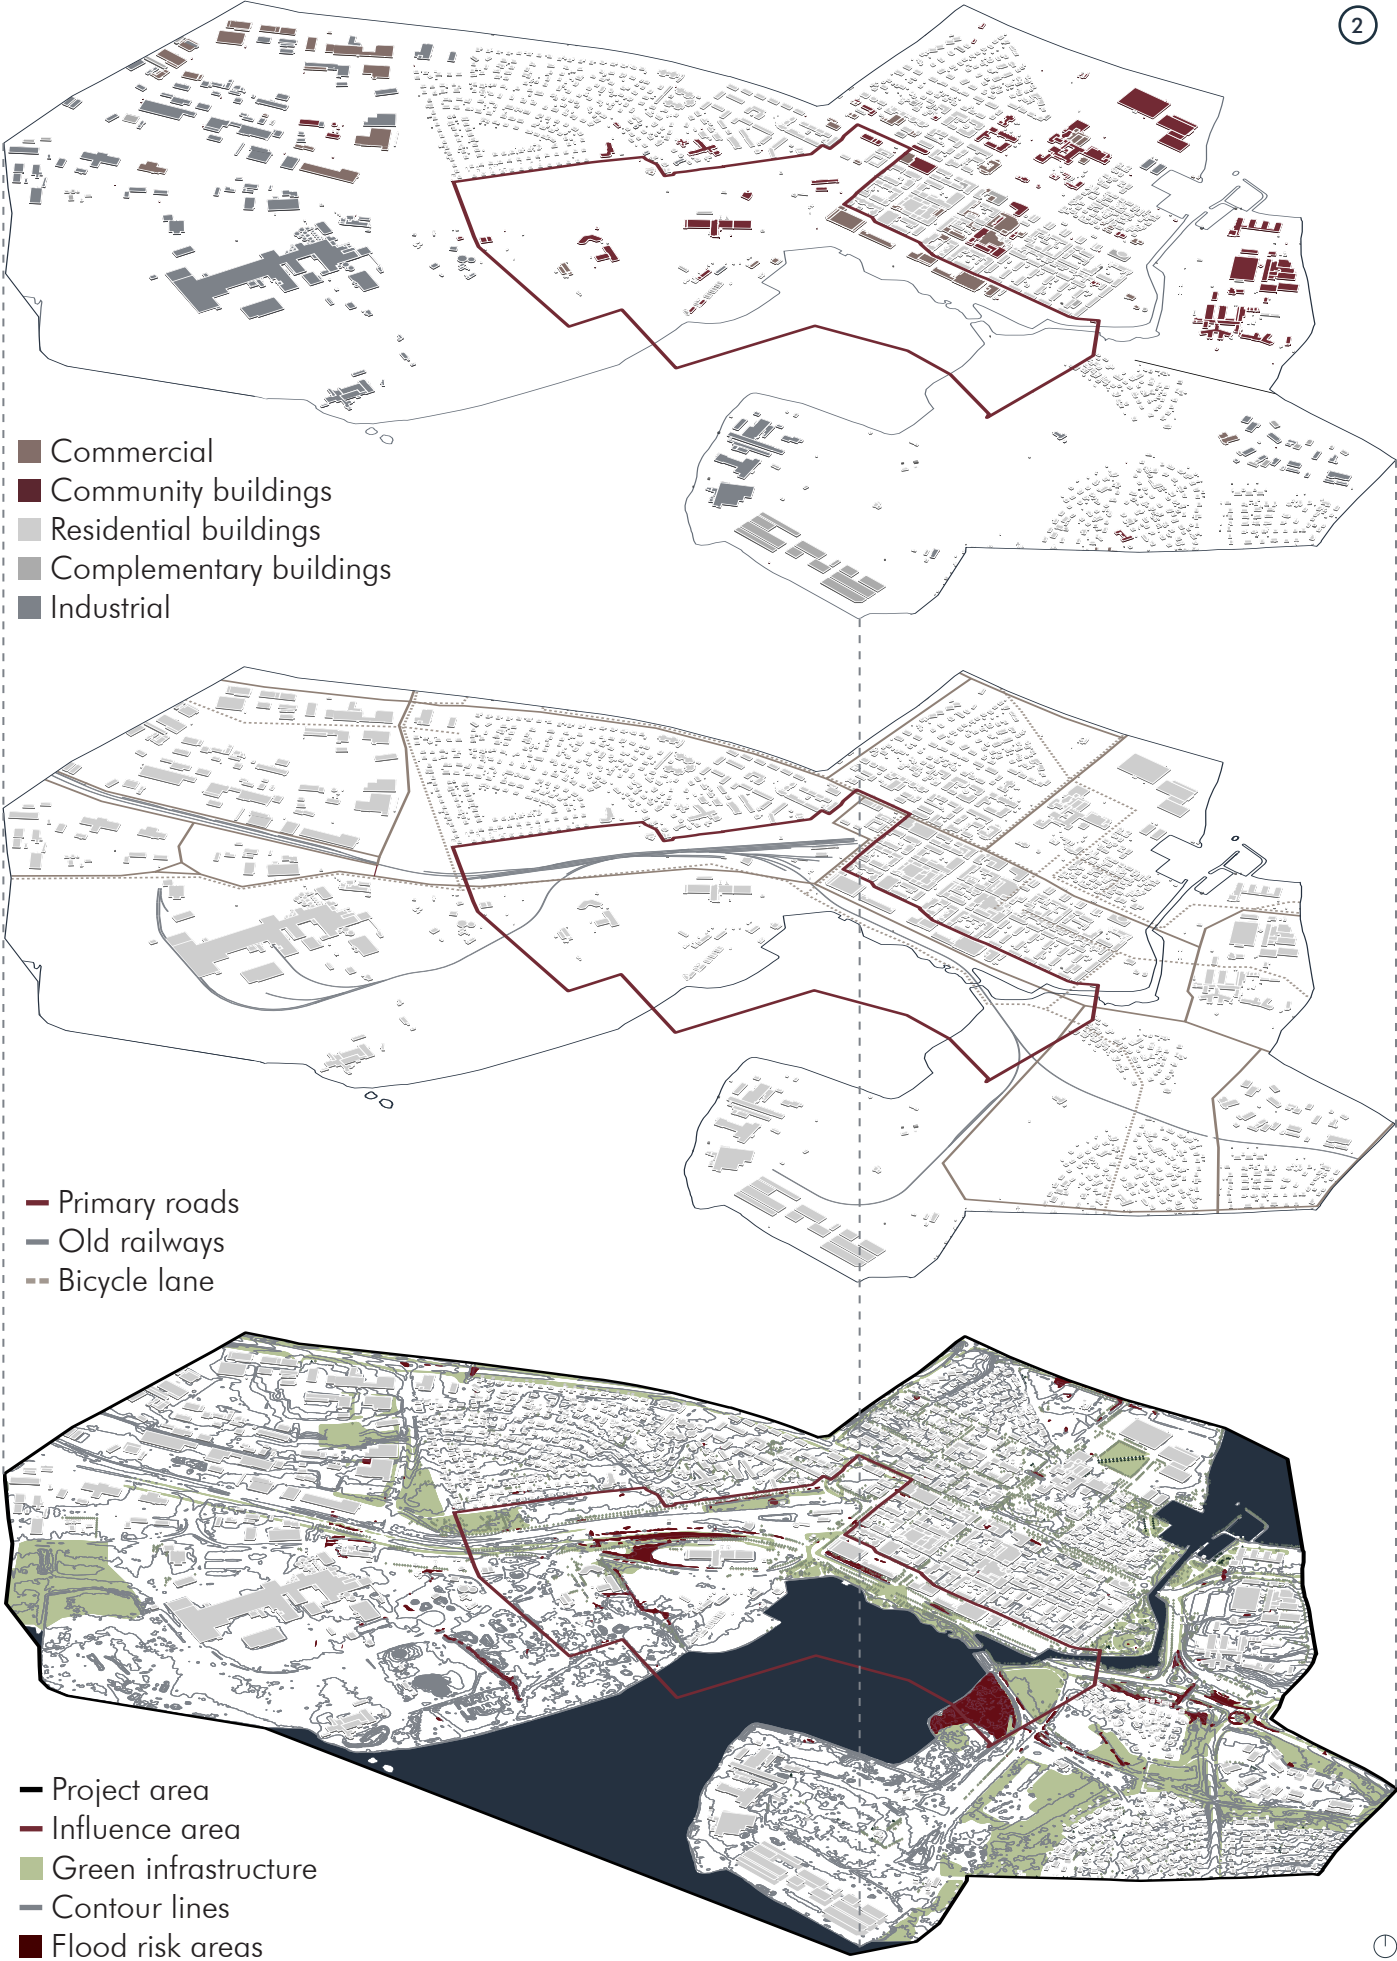 2
Commercial
Community buildings
Residential buildings
Complementary buildings
Industrial
Primary roads
Old railways
Bicycle lane
Project area
Influence area
Green infrastructure
Contour lines
Flood risk areas